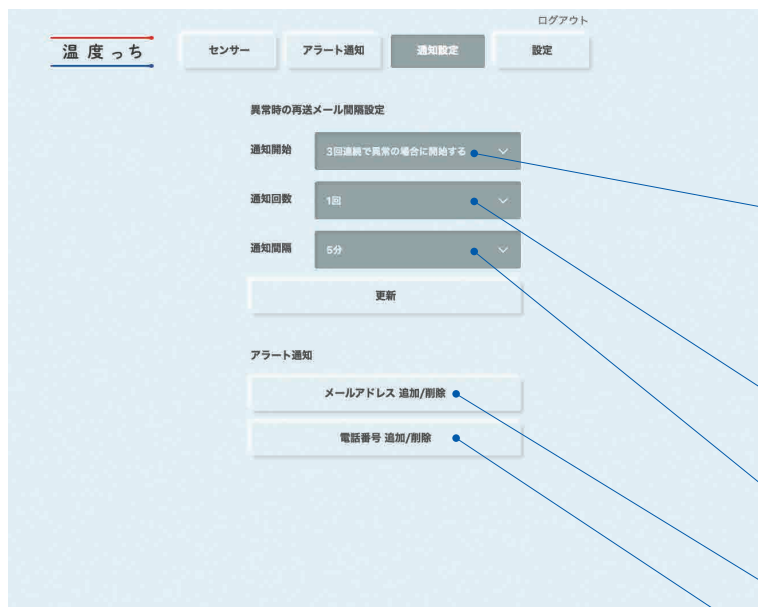 ログアウト
温度っち
センサー
アラート通知
通知設定
設定
異常時の再送メール間隔設定
通知開始
3回連続で異常の場合に開始する
通知回数
1回
通知間隔
5分
更新
アラート通知
メールアドレス 追加/削除
電話番号 追加/削除